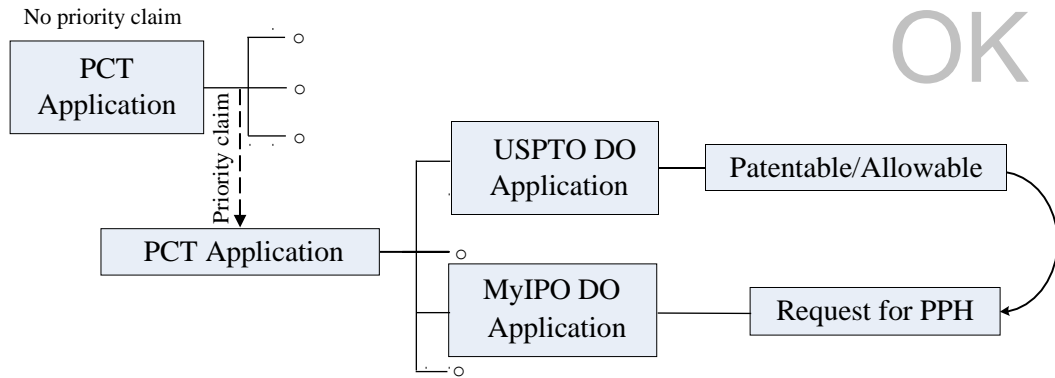 No priority claim
OK
PCT
Application
Priority claim
USPTO DO
Application
Patentable/Allowable
PCT Application
MyIPO DO
Application
Request for PPH